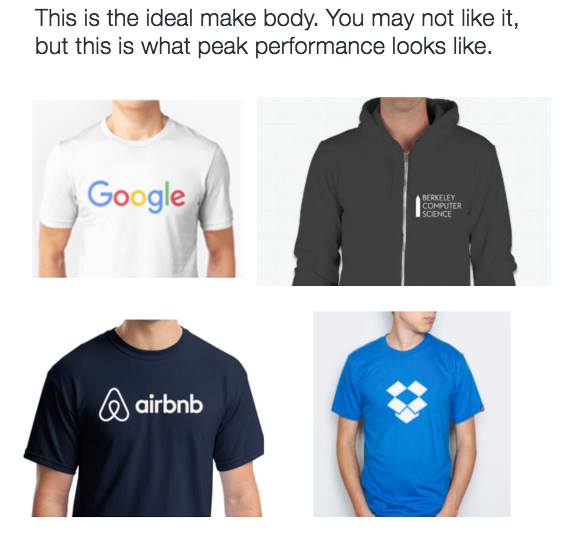 This is the ideal make body. You may not like it,
but this is what peak performance looks like.
Google
BERKELEY
COMPUTER
SCIENCE
airbnb